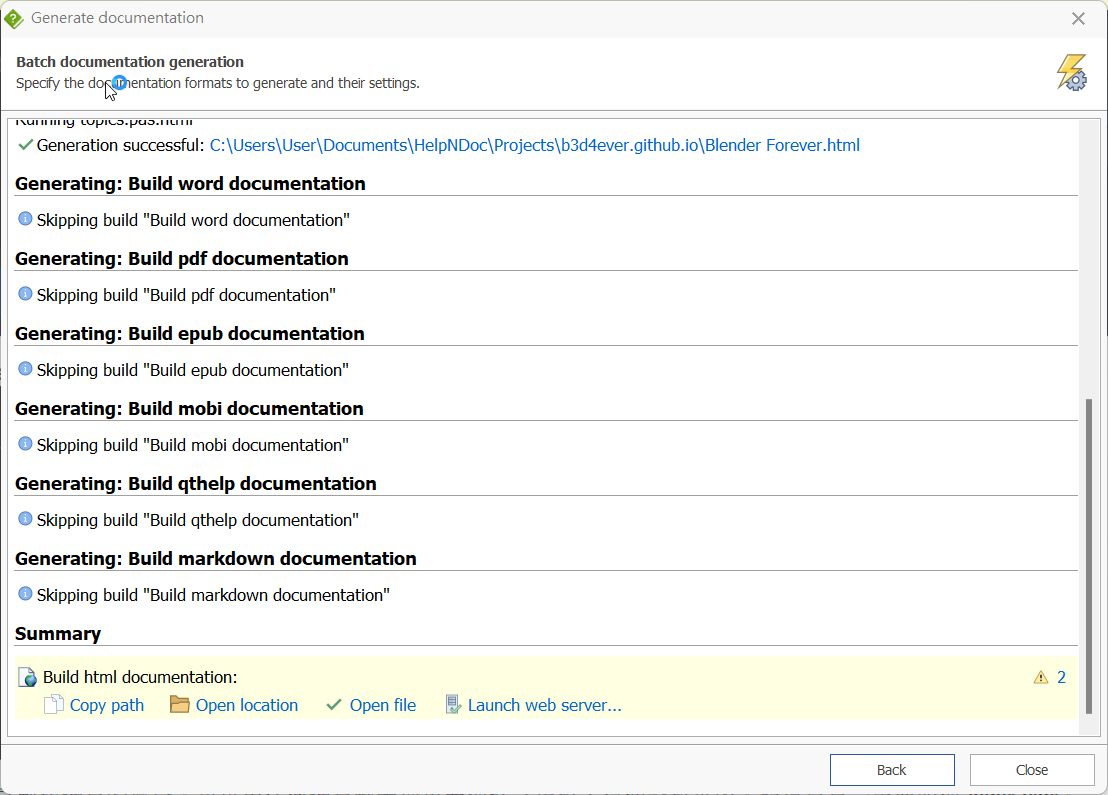 Generate documentation
Batch documentation generation
Specify the documentation formats to generate and their settings.
Running topics.pas.html
Generation successful: C:\Users\User\Documents\HelpNDoc\Projects\b3d4ever.github.io\Blender Forever.html
Generating: Build word documentation
Skipping build "Build word documentation"
Generating: Build pdf documentation
Skipping build "Build pdf documentation"
Generating: Build epub documentation
Skipping build "Build epub documentation"
Generating: Build mobi documentation
Skipping build "Build mobi documentation"
Generating: Build qthelp documentation
Skipping build "Build qthelp documentation"
Generating: Build markdown documentation
Skipping build "Build markdown documentation"
Summary
Build html documentation: 2
Copy path Open location Open file Launch web server...
Back Close